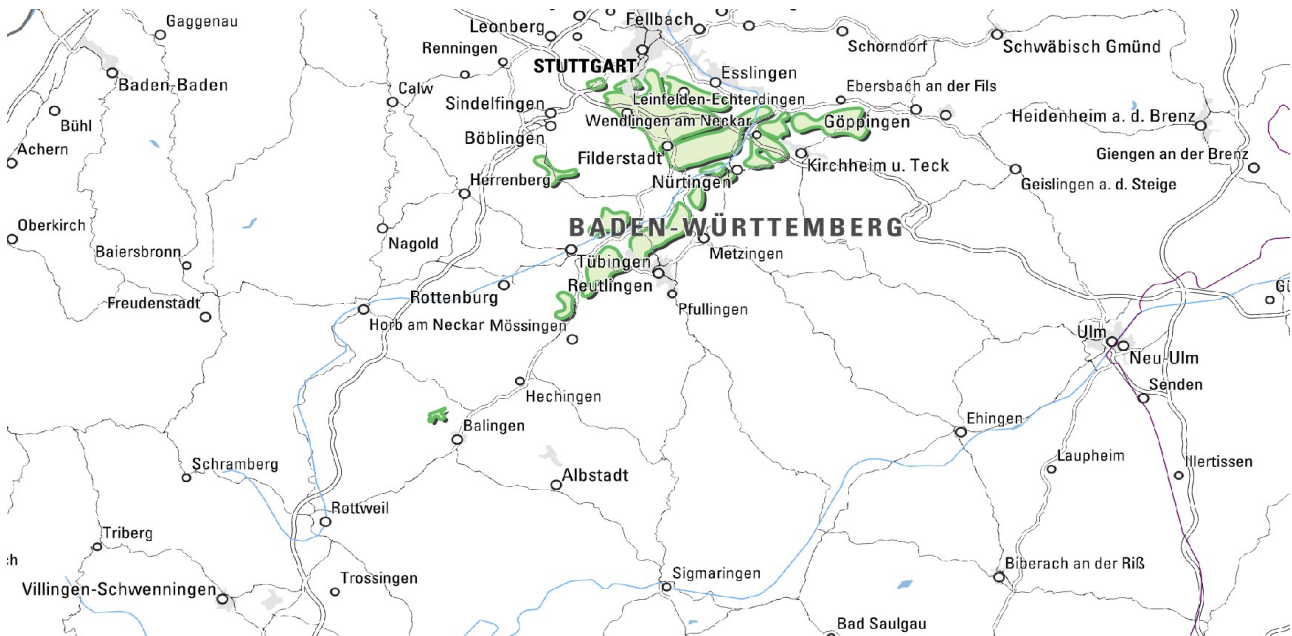 Gaggenau
Fellbach
Leonberg
Schorndorf
Schwäbisch Gmünd
Renningen
STUTTGART
Esslingen
Baden-Baden
Calw
Ebersbach an der Fils
Leinfelden-Echterdingen
Sindelfingen
Heidenheim a. d. Brenz
Bühl
Wendlingen am Neckar
Göppingen
Böblingen
Achern
Filderstadt
Giengen an der Brenz
Kirchheim u. Teck
Herrenberg
Nürtingen
Geislingen a. d. Steige
Oberkirch
BADEN-WÜRTTEMBERG
Nagold
Baiersbronn
Metzingen
Tübingen
Reutlingen
Rottenburg
Gü
Freudenstadt
Pfullingen
Horb am Neckar
Mössingen
Ulm
Neu-Ulm
Senden
Hechingen
Ehingen
Balingen
Laupheim
Illertissen
Schramberg
Albstadt
Rottweil
Triberg
ch
Biberach an der Riß
Sigmaringen
Trossingen
Villingen-Schwenningen
Bad Saulgau